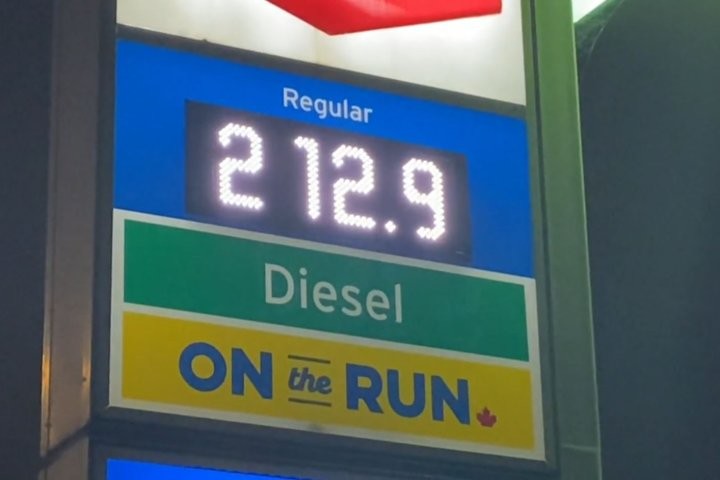 Regular
212.9
Diesel
ON the RUN